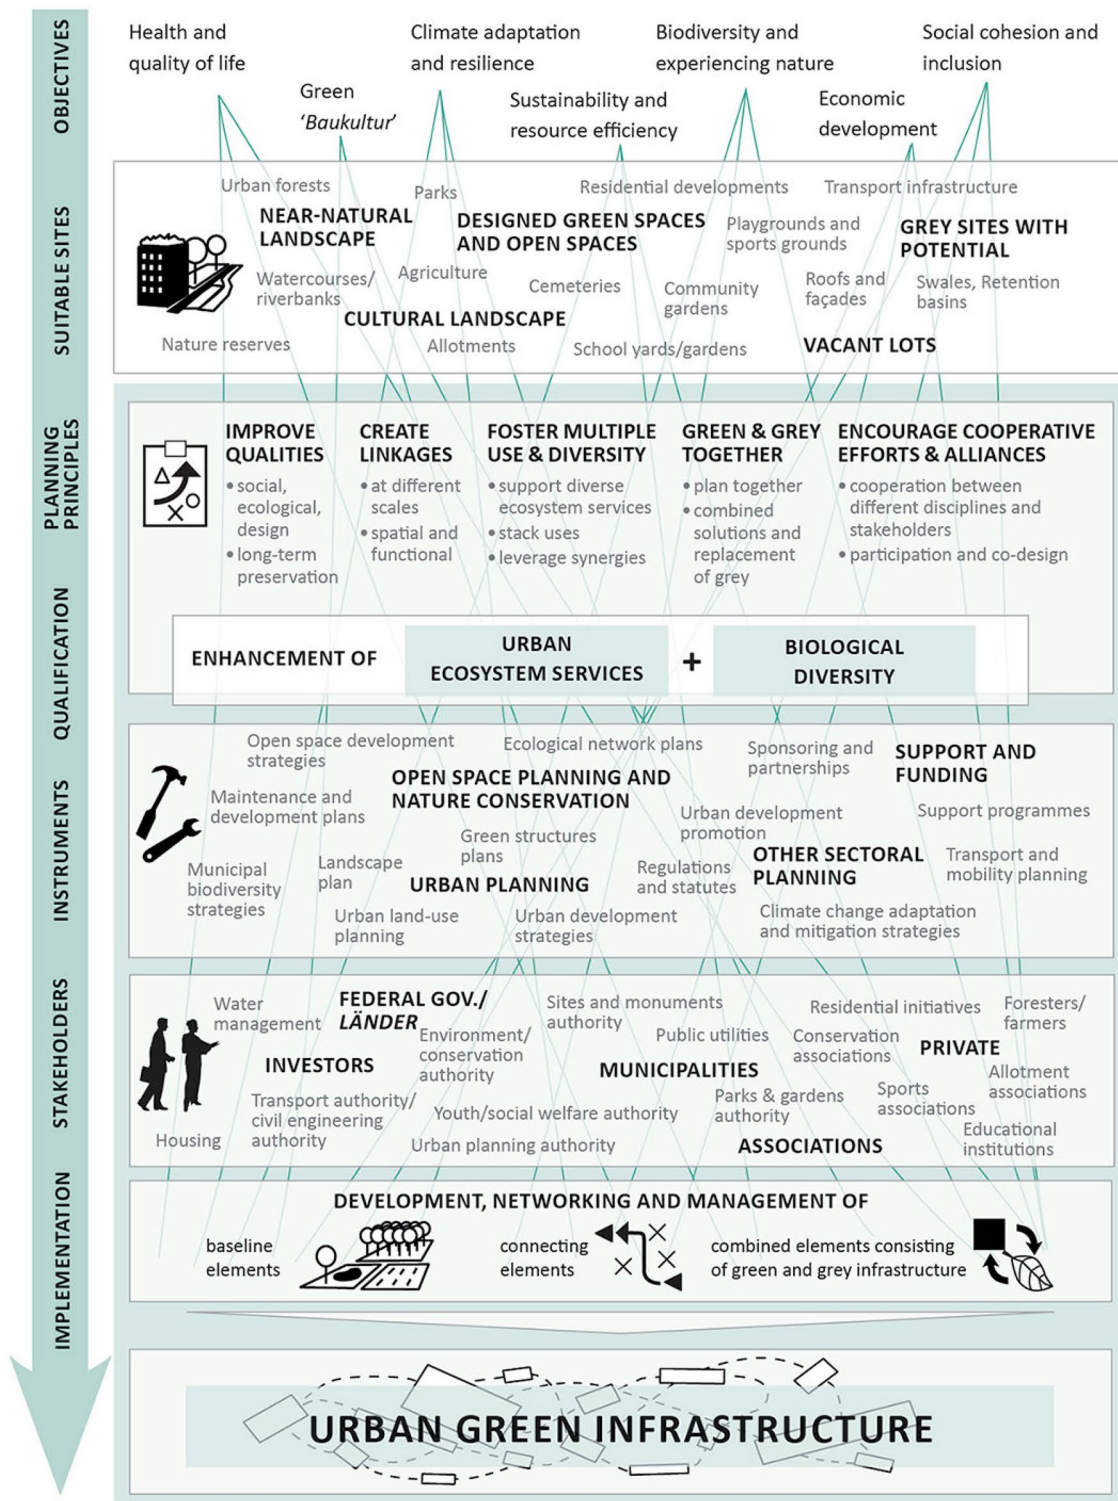 OBJECTIVES
Health and
quality of life
Green
‘Baukultur’
Climate adaptation
and resilience
Sustainability and
resource efficiency
Biodiversity and
experiencing nature
Economic
development
Social cohesion and
inclusion
SUITABLE SITES
Urban forests
Parks
Residential developments
Transport infrastructure
NEAR-NATURAL
LANDSCAPE
DESIGNED GREEN SPACES
AND OPEN SPACES
Playgrounds and
sports grounds
GREY SITES WITH
POTENTIAL
Watercourses/
riverbanks
Agriculture
Cemeteries
Community
gardens
Roofs and
façades
Swales, Retention
basins
CULTURAL LANDSCAPE
Nature reserves
Allotments
School yards/gardens
VACANT LOTS
PLANNING
PRINCIPLES
IMPROVE
QUALITIES
• social,
ecological,
design
• long-term
preservation
CREATE
LINKAGES
• at different
scales
• spatial and
functional
FOSTER MULTIPLE
USE & DIVERSITY
• support diverse
ecosystem services
• stack uses
• leverage synergies
GREEN & GREY
TOGETHER
• plan together
• combined
solutions and
replacement
of grey
ENCOURAGE COOPERATIVE
EFFORTS & ALLIANCES
• cooperation between
different disciplines and
stakeholders
• participation and co-design
QUALIFICATION
ENHANCEMENT OF
URBAN
ECOSYSTEM SERVICES
+
BIOLOGICAL
DIVERSITY
INSTRUMENTS
Open space development
strategies
Ecological network plans
Sponsoring and
partnerships
SUPPORT AND
FUNDING
OPEN SPACE PLANNING AND
NATURE CONSERVATION
Maintenance and
development plans
Green structures
plans
Urban development
promotion
Support programmes
Municipal
biodiversity
strategies
Landscape
plan
URBAN PLANNING
Regulations
and statutes
OTHER SECTORAL
PLANNING
Transport and
mobility planning
Urban land-use
planning
Urban development
strategies
Climate change adaptation
and mitigation strategies
STAKEHOLDERS
Water
management
FEDERAL GOV./
LÄNDER
Sites and monuments
authority
Residential initiatives
Foresters/
farmers
Environment/
conservation
authority
Public utilities
Conservation
associations
PRIVATE
INVESTORS
MUNICIPALITIES
Allotment
associations
Transport authority/
civil engineering
authority
Youth/social welfare authority
Parks & gardens
authority
Sports
associations
Housing
Urban planning authority
ASSOCIATIONS
Educational
institutions
IMPLEMENTATION
DEVELOPMENT, NETWORKING AND MANAGEMENT OF
baseline
elements
connecting
elements
combined elements consisting
of green and grey infrastructure
URBAN GREEN INFRASTRUCTURE